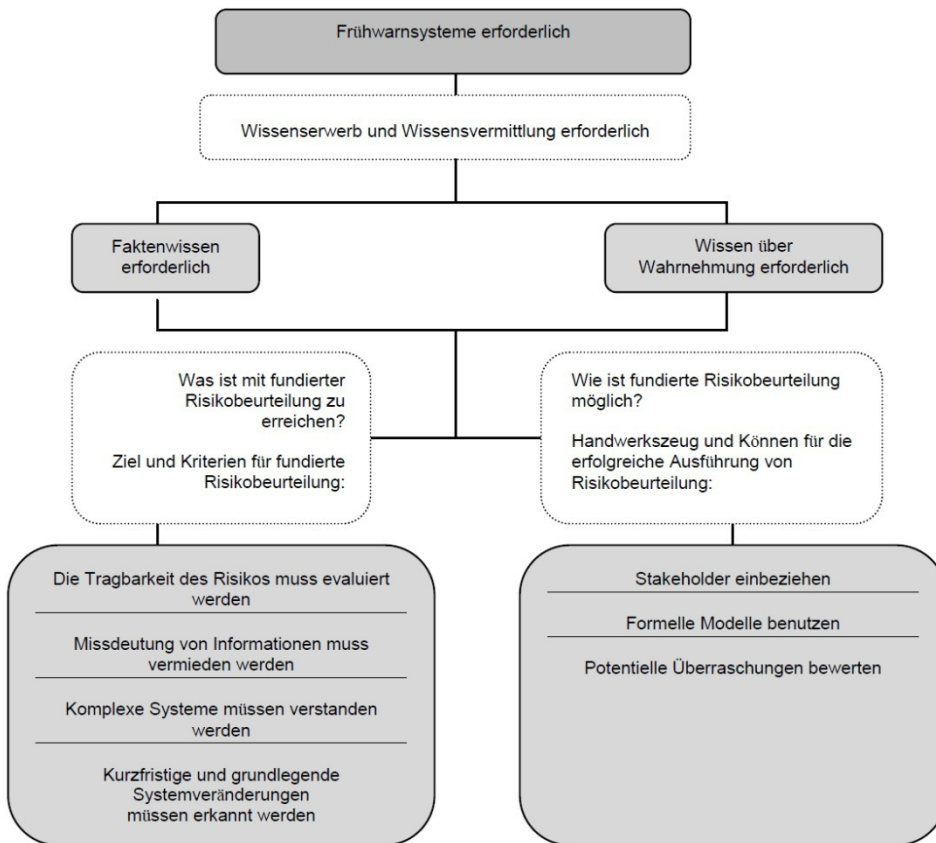 Frühwarnsysteme erforderlich
Wissenserwerb und Wissensvermittlung erforderlich
Faktenwissen
erforderlich
Wissen über
Wahrnehmung erforderlich
Was ist mit fundierter
Risikobeurteilung zu
erreichen?
Ziel und Kriterien für fundierte
Risikobeurteilung:
Wie ist fundierte Risikobeurteilung
möglich?
Handwerkszeug und Können für die
erfolgreiche Ausführung von
Risikobeurteilung:
Die Tragbarkeit des Risikos muss evaluiert
werden
Missdeutung von Informationen muss
vermieden werden
Komplexe Systeme müssen verstanden
werden
Kurzfristige und grundlegende
Systemveränderungen
müssen erkannt werden
Stakeholder einbeziehen
Formelle Modelle benutzen
Potentielle Überraschungen bewerten